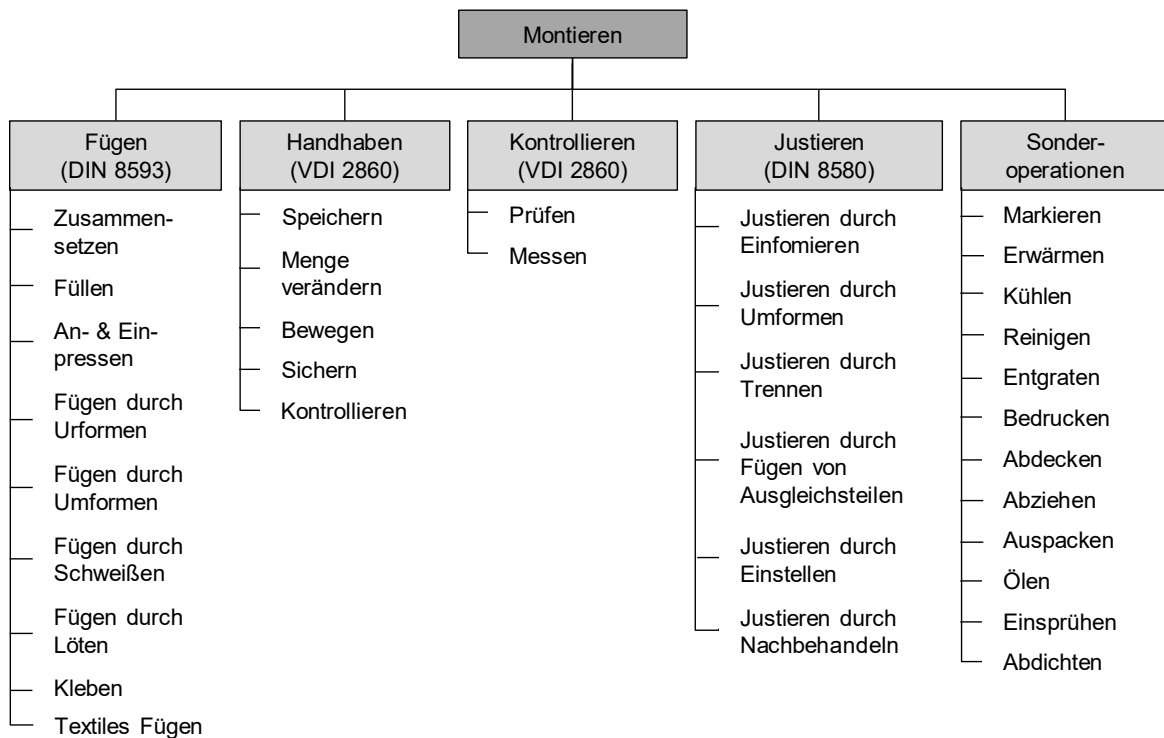 Montieren
Fügen
(DIN 8593)
Zusammen-
setzen
Füllen
An- & Ein-
pressen
Fügen durch
Urformen
Fügen durch
Umformen
Fügen durch
Schweißen
Fügen durch
Löten
Kleben
Textiles Fügen
Handhaben
(VDI 2860)
Speichern
Menge
verändern
Bewegen
Sichern
Kontrollieren
Kontrollieren
(VDI 2860)
Prüfen
Messen
Justieren
(DIN 8580)
Justieren durch
Einfomieren
Justieren durch
Umformen
Justieren durch
Trennen
Justieren durch
Fügen von
Ausgleichsteilen
Justieren durch
Einstellen
Justieren durch
Nachbehandeln
Sonder-
operationen
Markieren
Erwärmen
Kühlen
Reinigen
Entgraten
Bedrucken
Abdecken
Abziehen
Auspacken
Ölen
Einsprühen
Abdichten